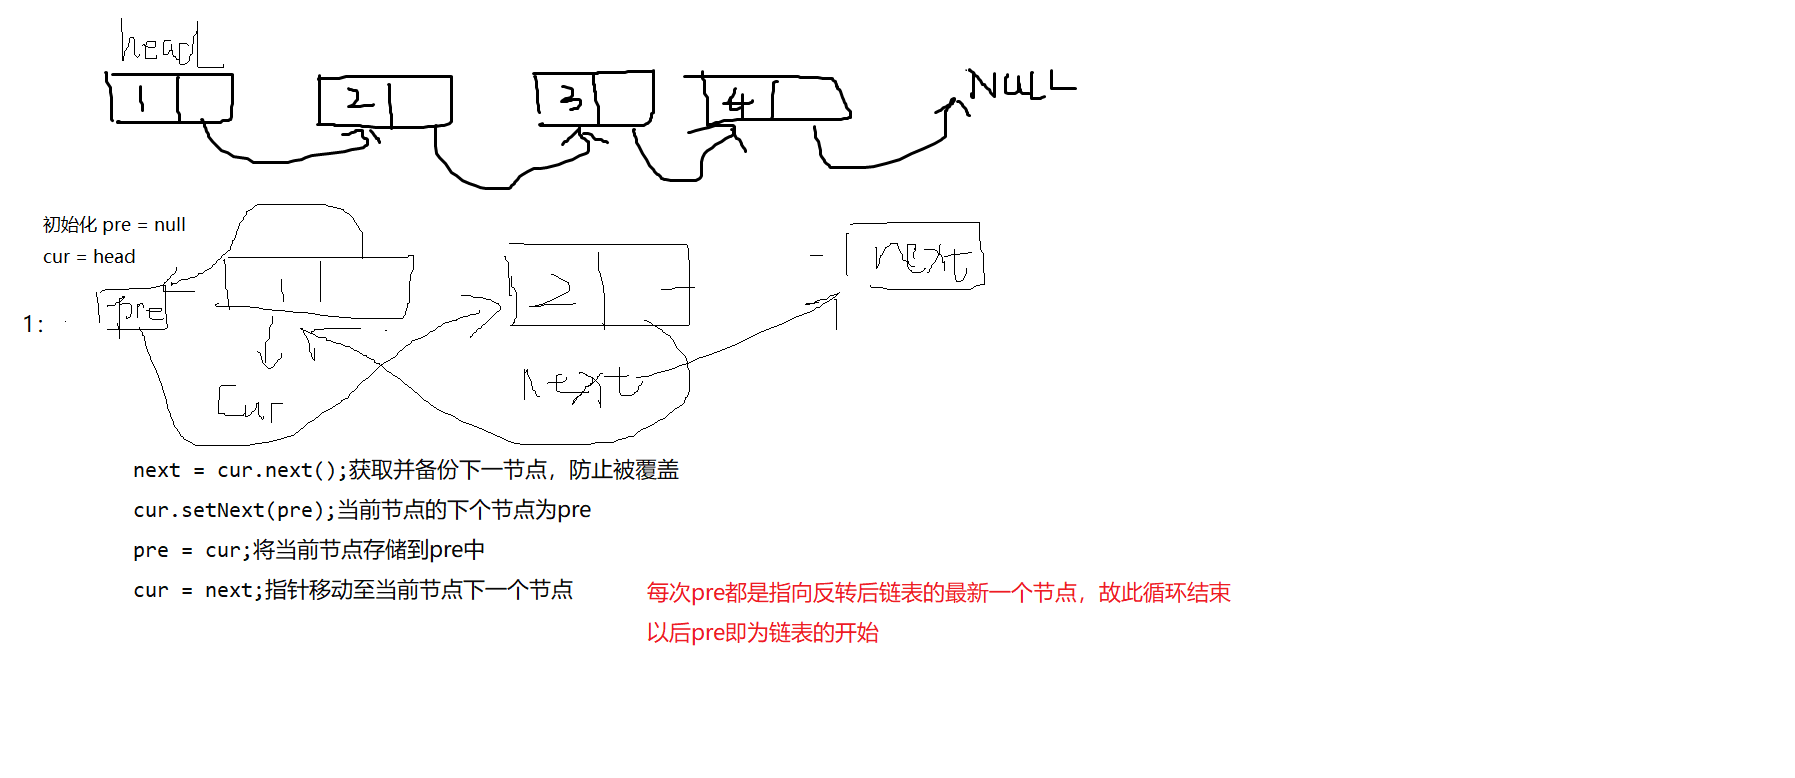 head
1 2 3 4 NULL
初始化 pre = null
cur = head
next
1 2
pre
1：
Next
Cur
next = cur.next();获取并备份下一节点，防止被覆盖
cur.setNext(pre);当前节点的下个节点为pre
pre = cur;将当前节点存储到pre中
cur = next;指针移动至当前节点下一个节点
每次pre都是指向反转后链表的最新一个节点，故此循环结束
以后pre即为链表的开始